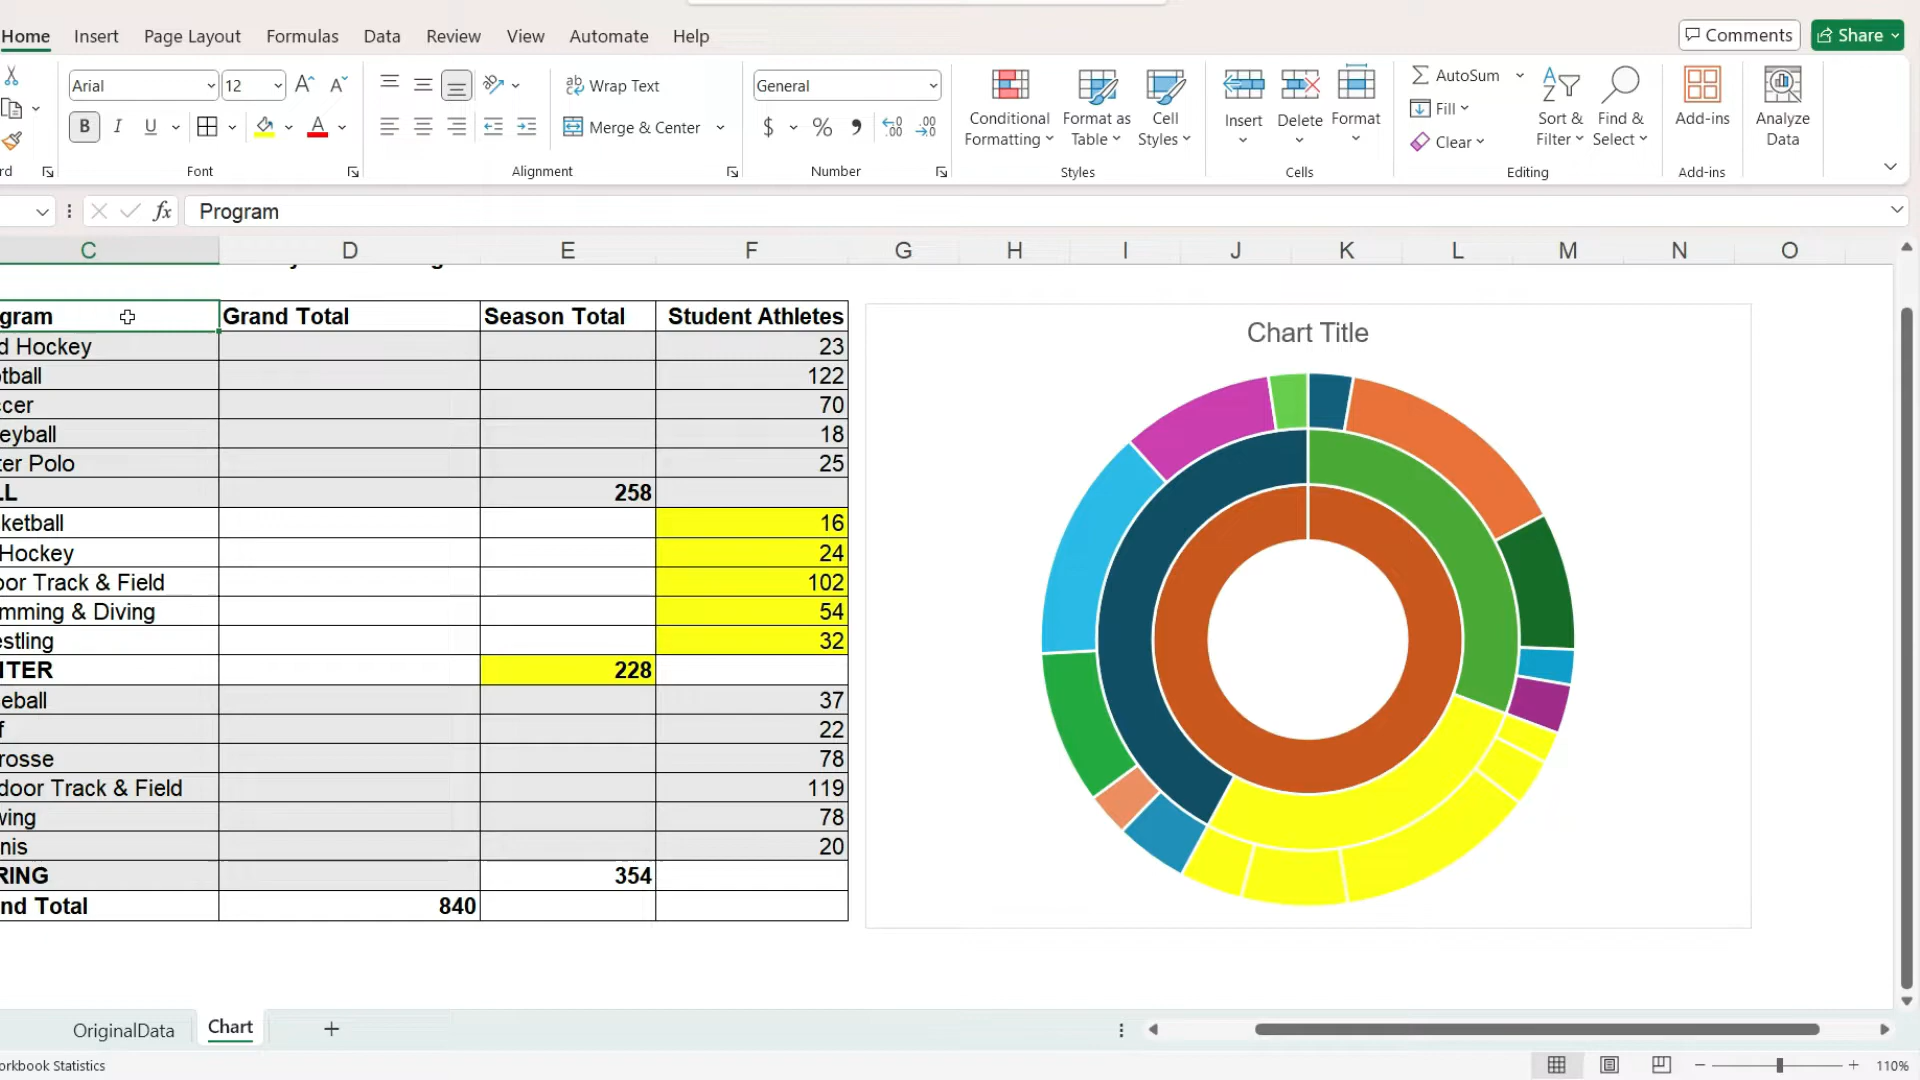 Home Insert Page Layout Formulas Data Review View Automate Help Comments Share
Arial 12 Wrap Text General AutoSum
Conditional Formatting Format as Table Cell Styles Insert Delete Format Fill Sort & Filter Find & Select Add-ins Analyze Data
B I U A Merge & Center $ % Clear
rd Font Alignment Number Styles Cells Editing Add-ins
fx Program
C D E F G H I J K L M N O
gram Grand Total Season Total Student Athletes
d Hockey 23
tball 122
cer 70
eyball 18
ter Polo 25
LL 258
ketball 16
Hockey 24
oor Track & Field 102
mming & Diving 54
estling 32
NTER 228
eball 37
f 22
rosse 78
door Track & Field 119
wing 78
nis 20
RING 354
nd Total 840
Chart Title
OriginalData Chart +
orkbook Statistics 110%